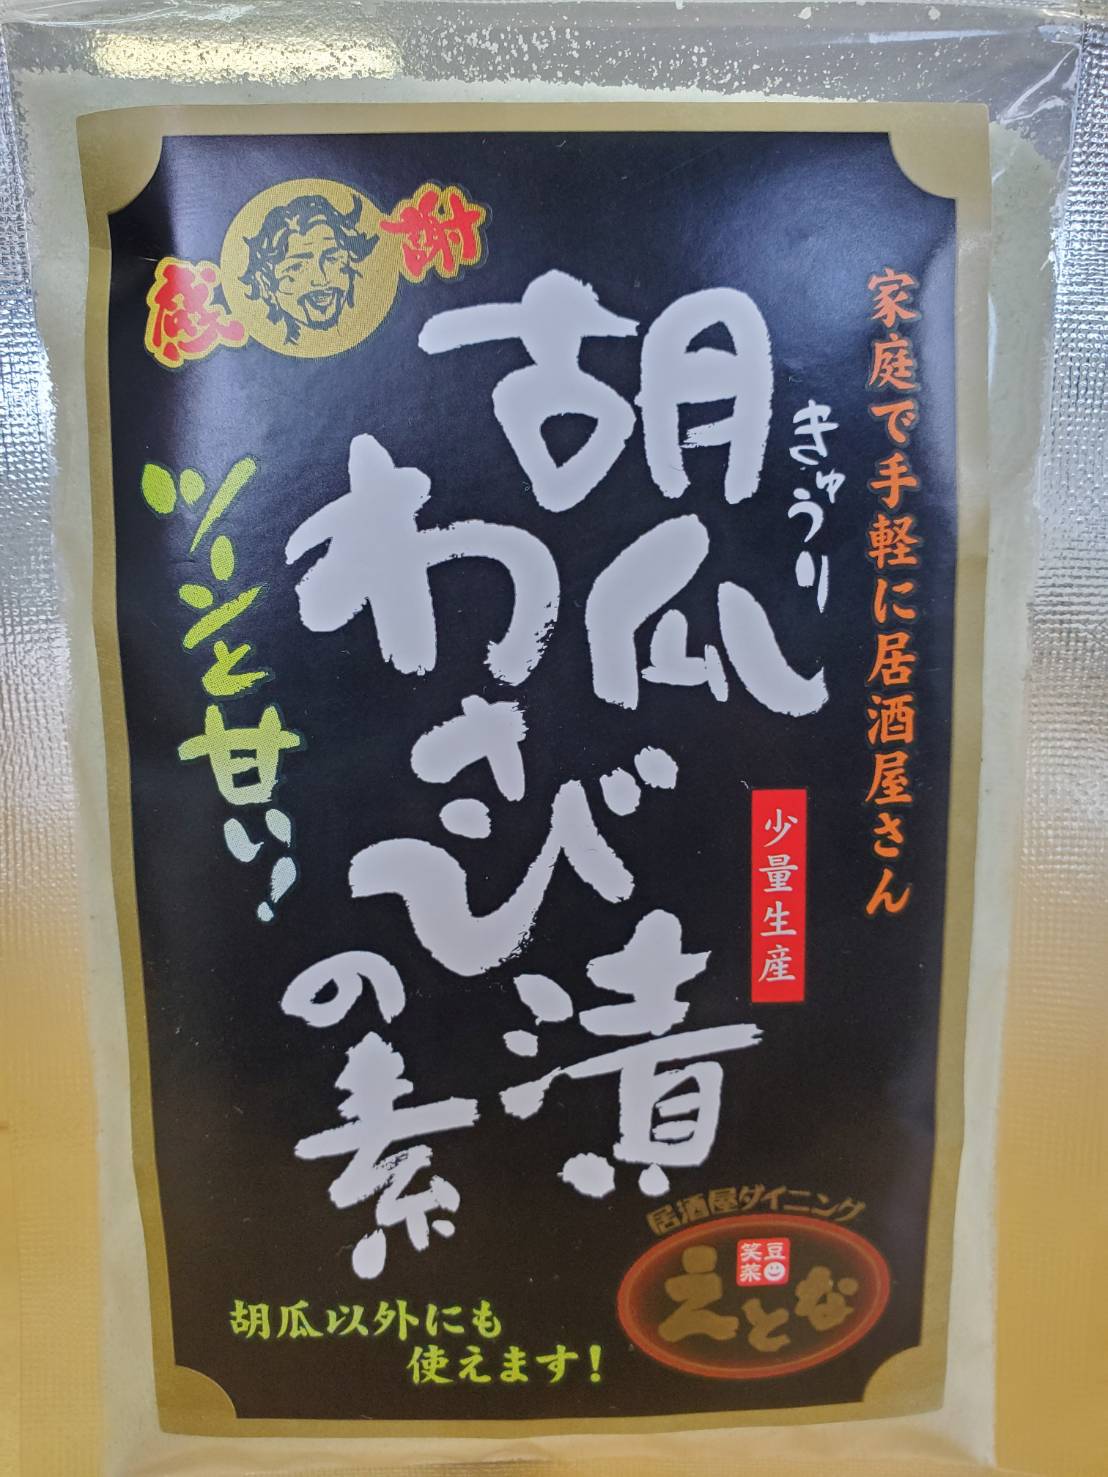 家庭で手軽に居酒屋さん
感謝
きゅうり
胡瓜
わさび漬
の素
ツーンと甘い!
少量生産
居酒屋ダイニング
えとな
豆
笑菜
胡瓜以外にも
使えます!